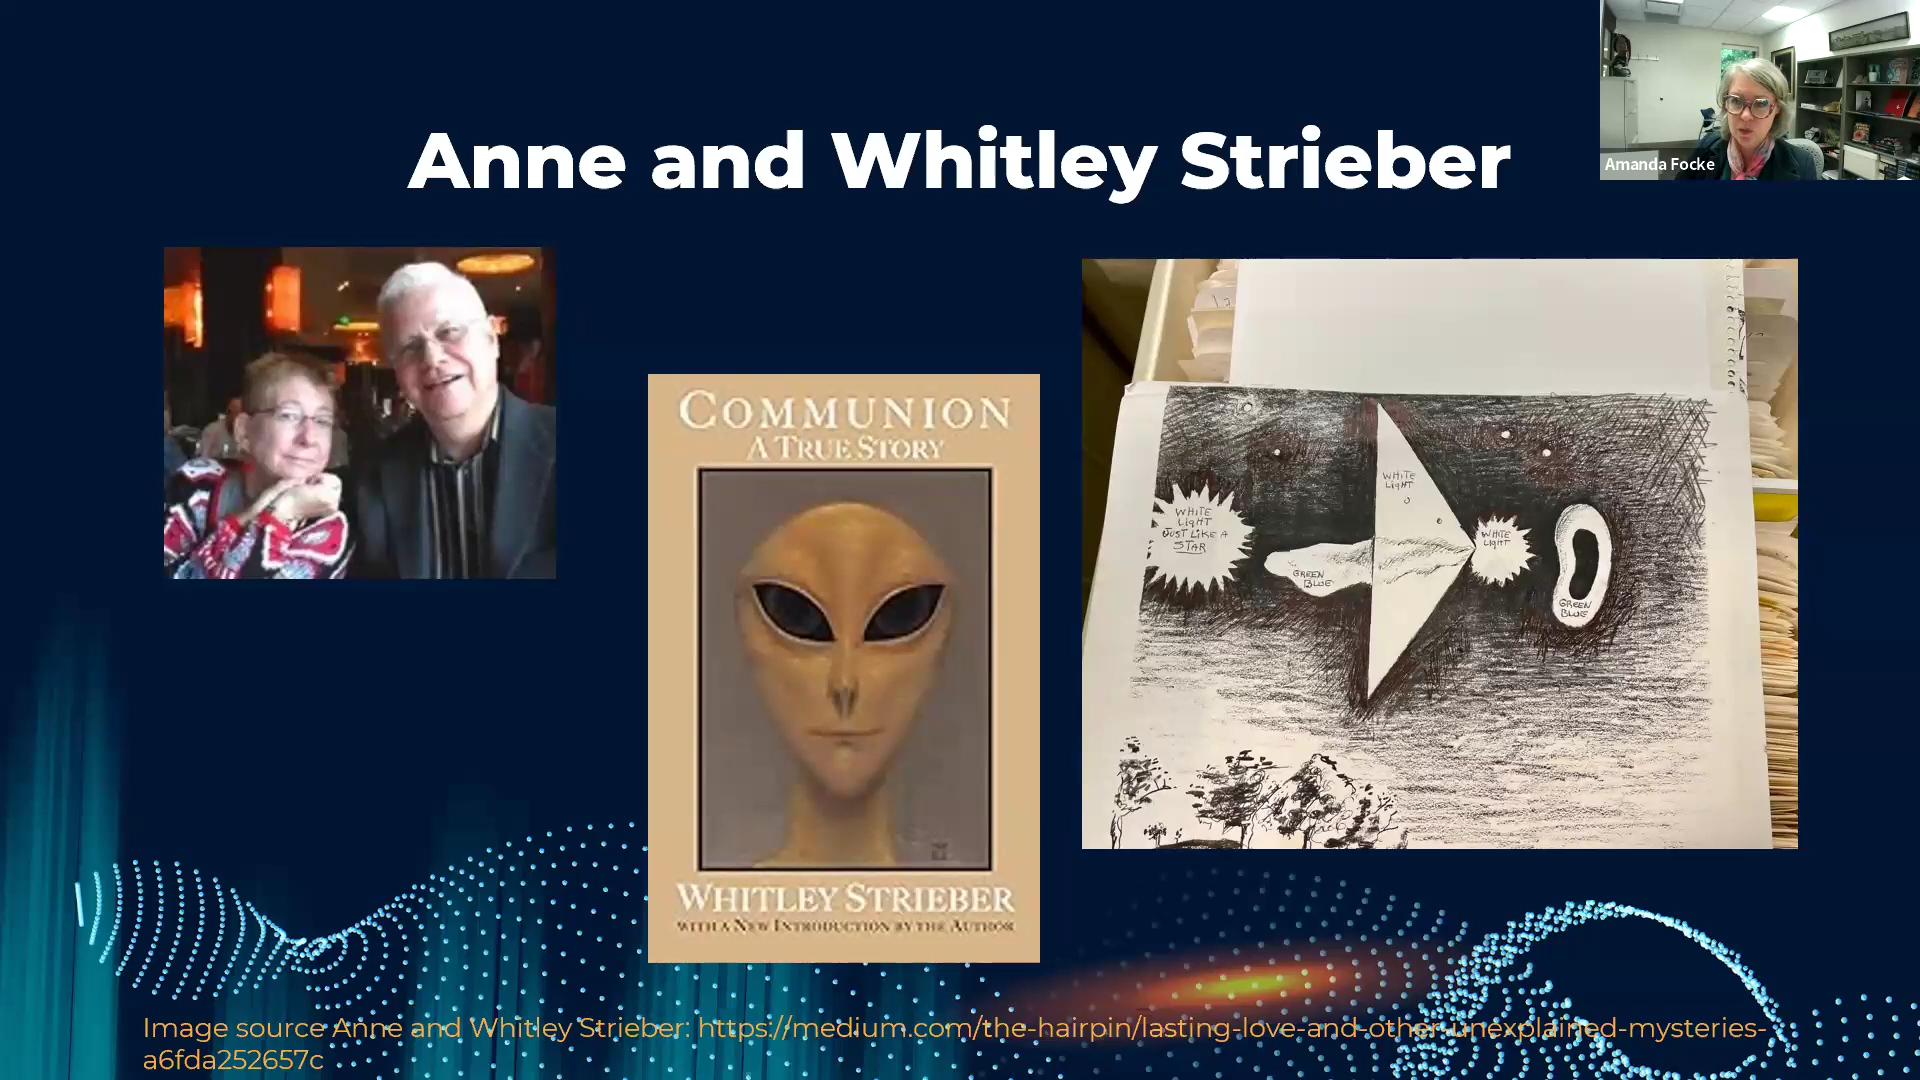 Anne and Whitley Strieber
Amanda Focke
COMMUNION
A TRUE STORY
WHITLEY STRIEBER
WITH A NEW INTRODUCTION BY THE AUTHOR
WHITE
LIGHT
WHITE
LIGHT
JUST LIKE A
STAR
WHITE
LIGHT
GREEN
BLUE
GREEN
BLUE
Image source Anne and Whitley Strieber: https://medium.com/the-hairpin/lasting-love-and-other-unexplained-mysteries-
a6fda252657c